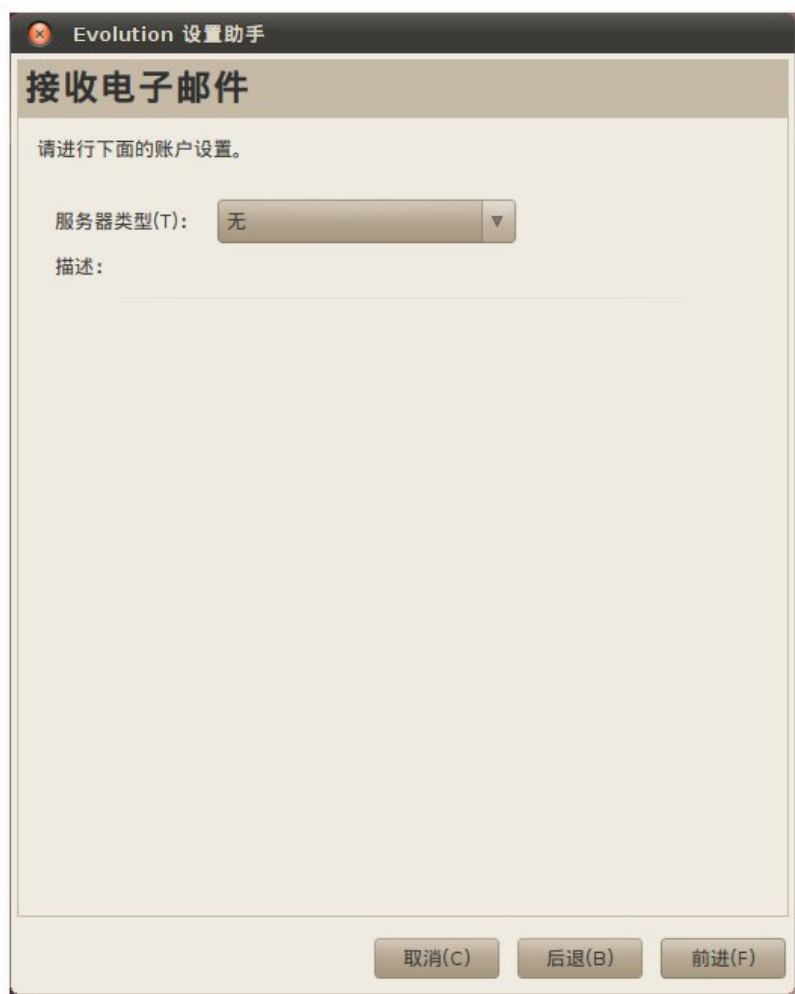 Evolution 设置助手
接收电子邮件
请进行下面的账户设置。
服务器类型(T): 无
描述:
取消(C) 后退(B) 前进(F)